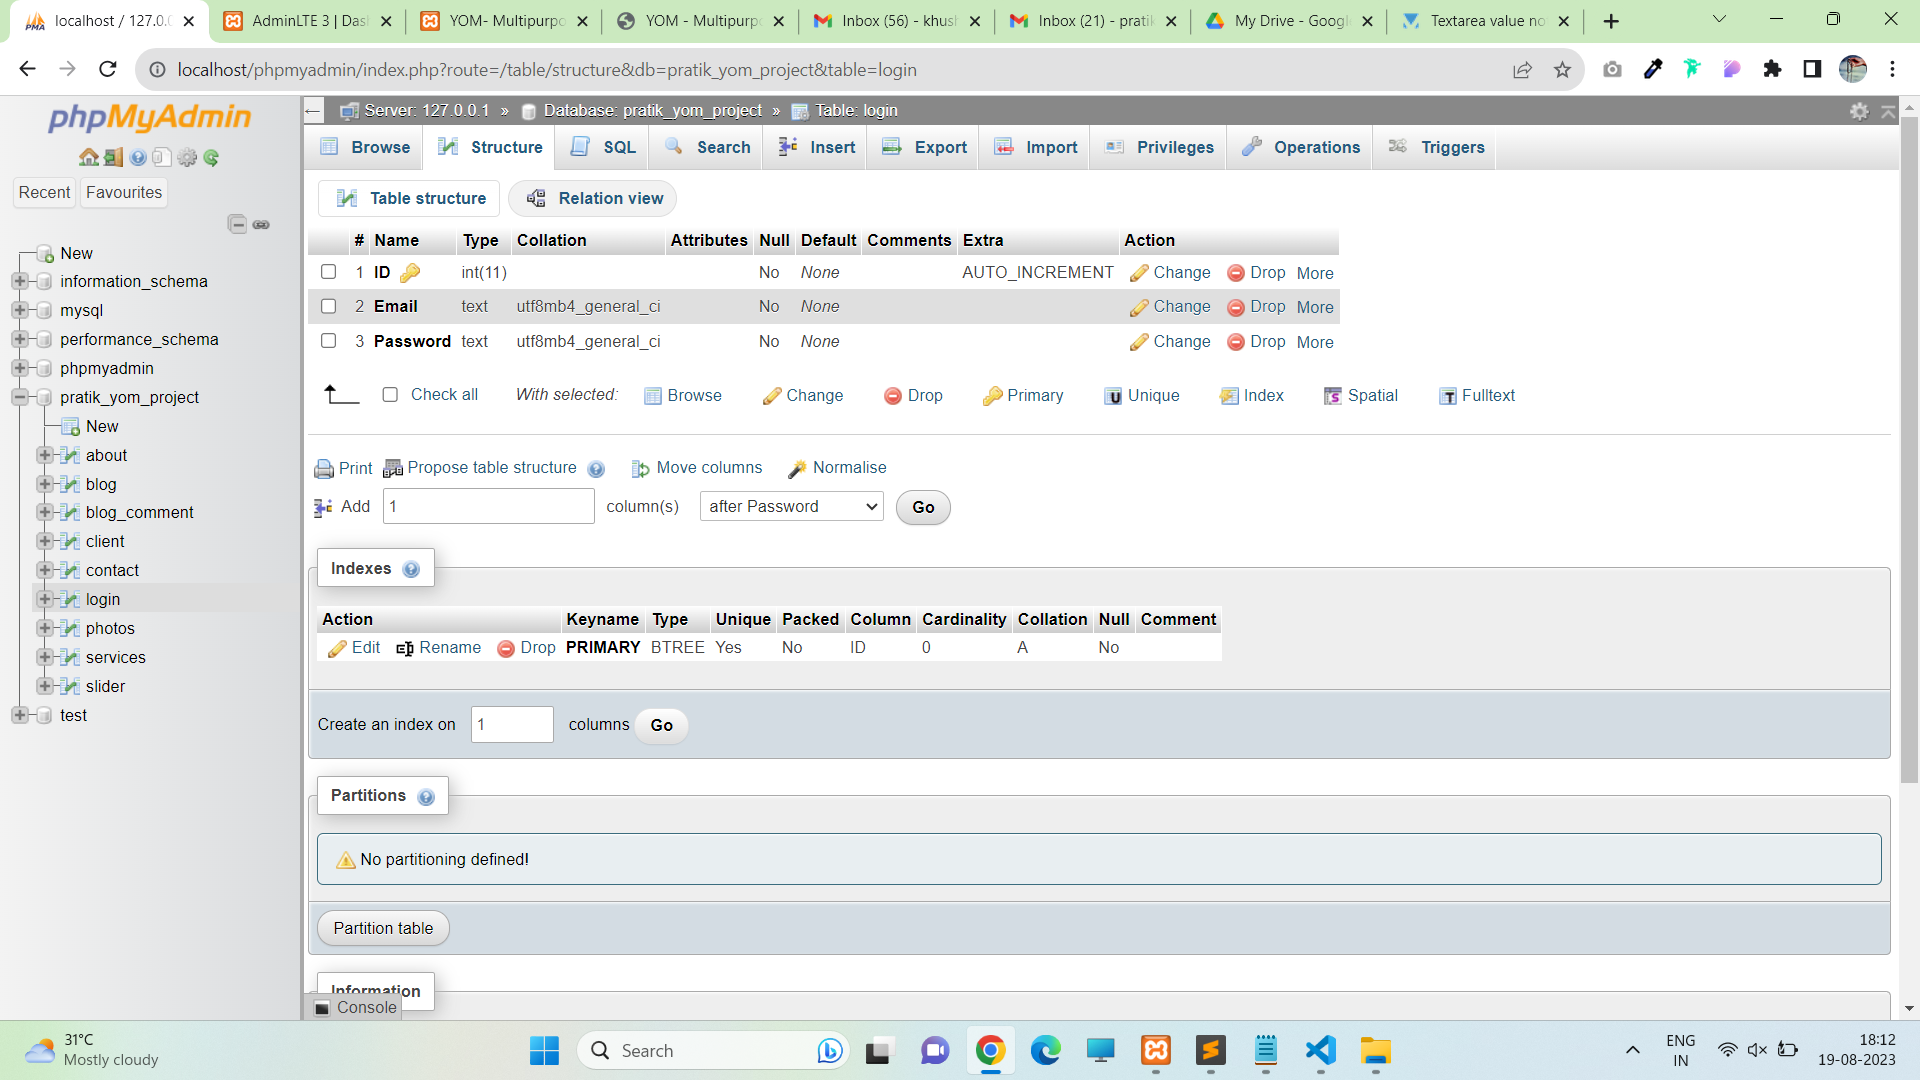 localhost / 127.0.0
AdminLTE 3 | Das
YOM- Multipurpo
YOM - Multipurp
Inbox (56) - khush
Inbox (21) - pratik
My Drive - Google
Textarea value no
localhost/phpmyadmin/index.php?route=/table/structure&db=pratik_yom_project&table=login
phpMyAdmin
Recent Favourites
New
information_schema
mysql
performance_schema
phpmyadmin
pratik_yom_project
New
about
blog
blog_comment
client
contact
login
photos
services
slider
test
Server: 127.0.0.1 » Database: pratik_yom_project » Table: login
Browse Structure SQL Search Insert Export Import Privileges Operations Triggers
Table structure Relation view
# Name Type Collation Attributes Null Default Comments Extra Action
1 ID int(11) No None AUTO_INCREMENT Change Drop More
2 Email text utf8mb4_general_ci No None Change Drop More
3 Password text utf8mb4_general_ci No None Change Drop More
Check all With selected: Browse Change Drop Primary Unique Index Spatial Fulltext
Print Propose table structure Move columns Normalise
Add 1 column(s) after Password Go
Indexes
Action Keyname Type Unique Packed Column Cardinality Collation Null Comment
Edit Rename Drop PRIMARY BTREE Yes No ID 0 A No
Create an index on 1 columns Go
Partitions
No partitioning defined!
Partition table
Information
Console
31°C
Mostly cloudy
Search
ENG
IN
18:12
19-08-2023